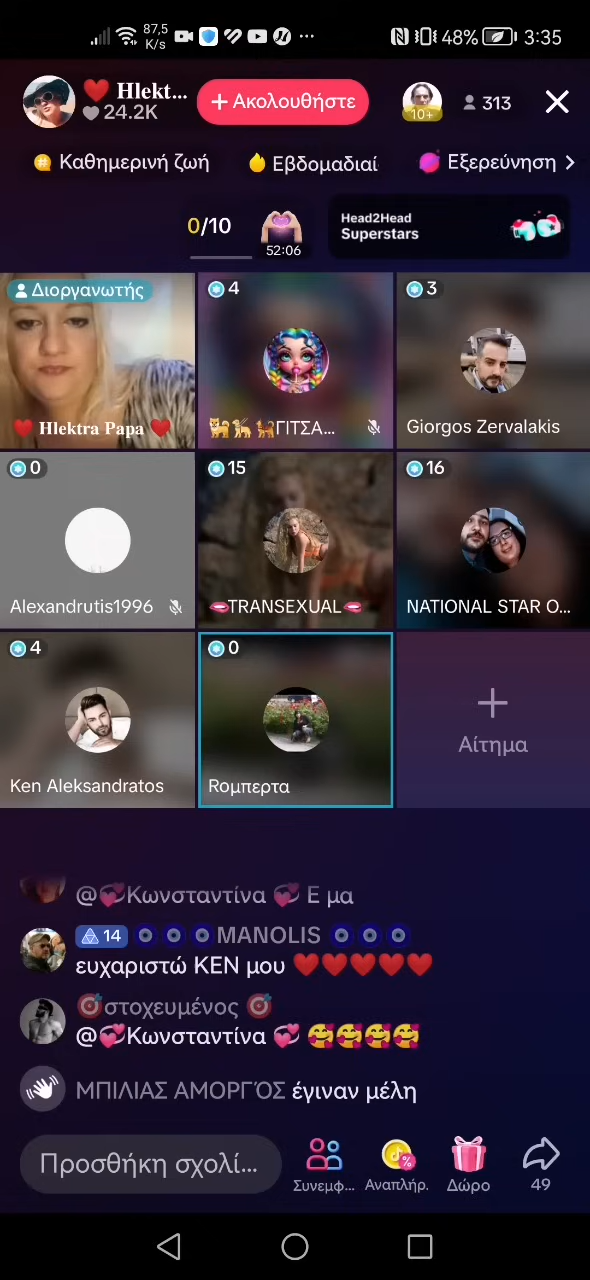 87,5 K/s 48% 3:35
❤️ Hlekt... 24.2K
+ Ακολουθήστε
10+
313
Καθημερινή ζωή
Εβδομαδιαί
Εξερεύνηση >
0/10
52:06
Head2Head
Superstars
Διοργανωτής
❤️ Hlektra Papa ❤️
4
🐕🦒🐈ΓΙΤΣΑ...
3
Giorgos Zervalakis
0
Alexandrutis1996
15
👄TRANSEXUAL👄
16
NATIONAL STAR O...
4
Ken Aleksandratos
0
Ρομπερτα
Αίτημα
@💞Κωνσταντίνα 💞 Ε μα
14 🧿🧿🧿MANOLIS 🧿🧿🧿
ευχαριστώ KEN μου ❤️❤️❤️❤️❤️
🎯στοχευμένος 🎯
@💞Κωνσταντίνα 💞 🥰🥰🥰🥰
ΜΠΙΛΙΑΣ ΑΜΟΡΓΌΣ έγιναν μέλη
Προσθήκη σχολί...
Συνεμφ...
Αναπλήρ.
Δώρο
49